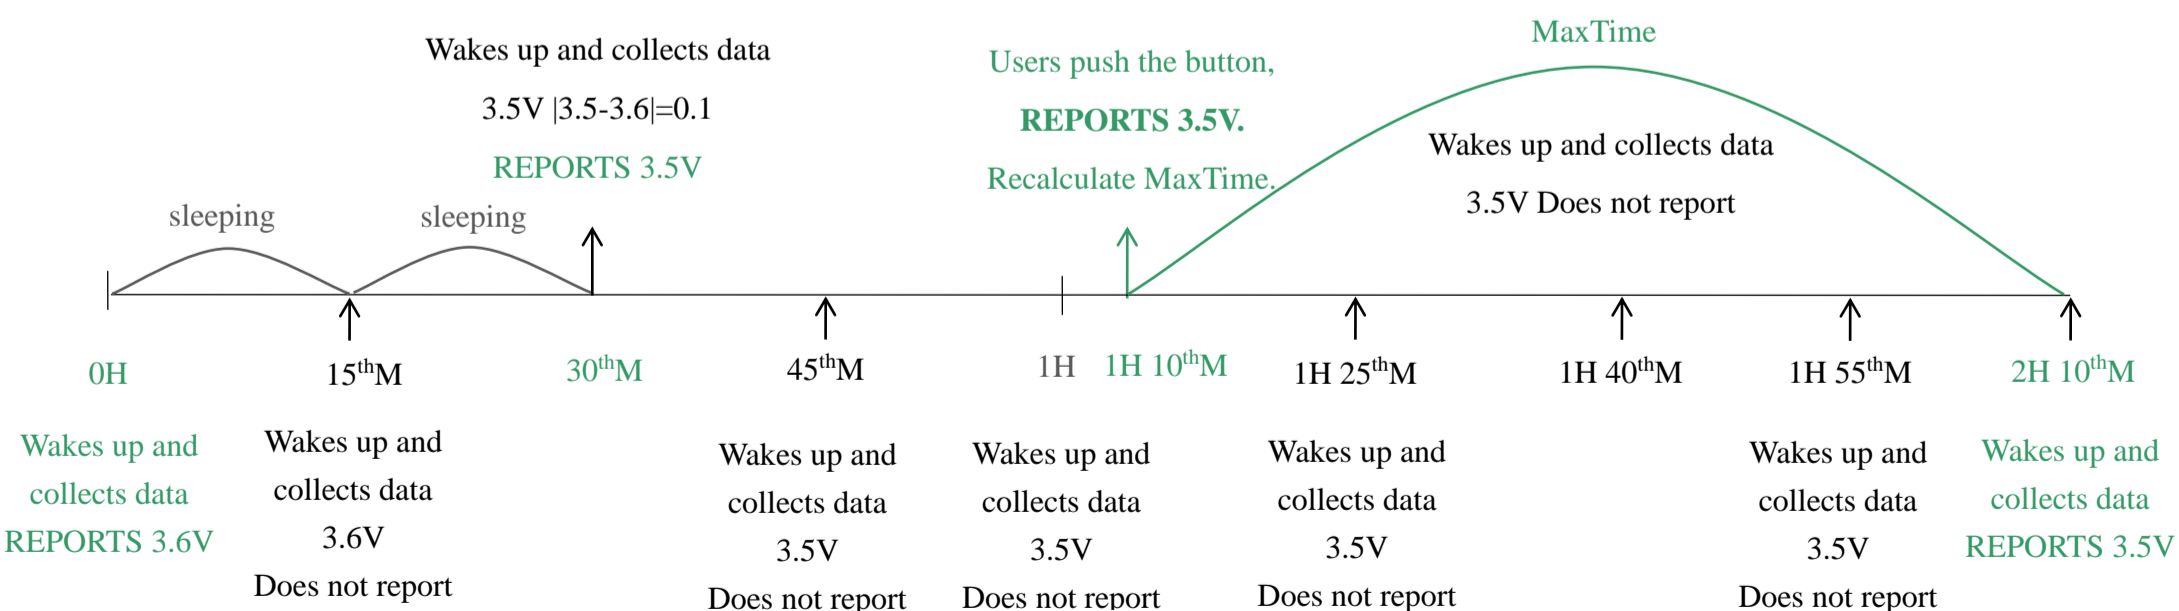 MaxTime
Wakes up and collects data
3.5V |3.5-3.6|=0.1
REPORTS 3.5V
Users push the button,
REPORTS 3.5V.
Recalculate MaxTime.
Wakes up and collects data
3.5V Does not report
sleeping
sleeping
0H
15thM
30thM
45thM
1H
1H 10thM
1H 25thM
1H 40thM
1H 55thM
2H 10thM
Wakes up and
collects data
REPORTS 3.6V
Wakes up and
collects data
3.6V
Does not report
Wakes up and
collects data
3.5V
Does not report
Wakes up and
collects data
3.5V
Does not report
Wakes up and
collects data
3.5V
Does not report
Wakes up and
collects data
3.5V
Does not report
Wakes up and
collects data
REPORTS 3.5V